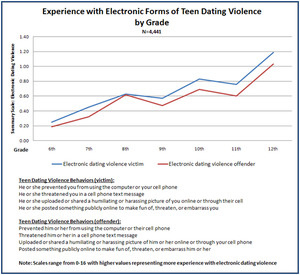 Experience with Electronic Forms of Teen Dating Violence
by Grade
N=4,441
Summary Scale- Electronic Dating Violence
1.40
1.20
1.00
0.80
0.60
0.40
0.20
0.00
Grade 6th 7th 8th 9th 10th 11th 12th
Electronic dating violence victim Electronic dating violence offender
Teen Dating Violence Behaviors (victim):
He or she prevented you from using the computer or your cell phone
He or she threatened you in a cell phone text message
He or she uploaded or shared a humiliating or harassing picture of you online or through their cell
He or she posted something publicly online to make fun of, threaten, or embarrass you
Teen Dating Violence Behaviors (offender):
Prevented him or her from using the computer or cell phone
Threatened him or her in a cell phone text message
Uploaded or shared a humiliating or harassing picture of him or her online or through your cell phone
Posted something publicly online to make fun of, threaten, or embarrass him or her
Note: Scales range from 0-16 with higher values representing more experience with electronic dating violence